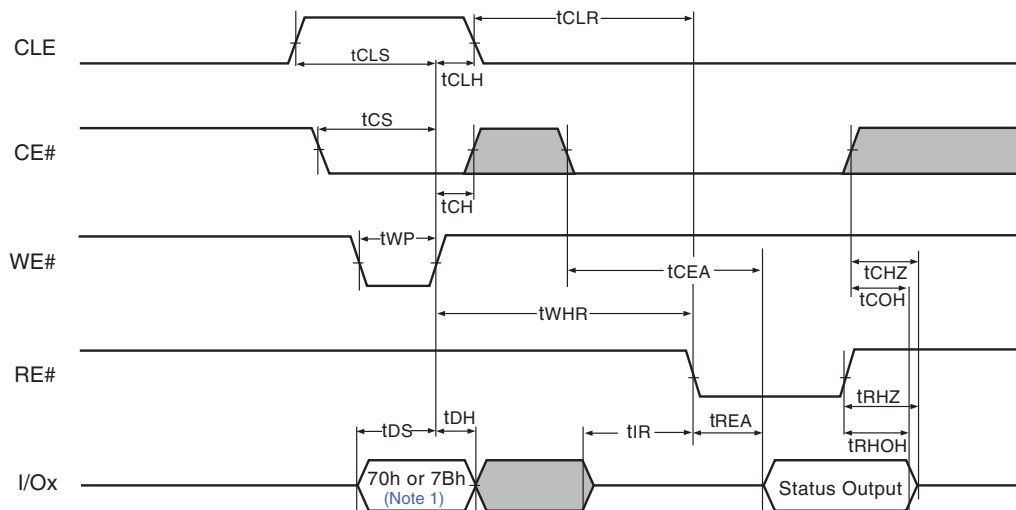 tCLR
CLE
tCLS
tCLH
tCS
CE#
tCH
tWP
WE#
tCEA
tCHZ
tCOH
tWHR
RE#
tRHZ
tDS
tDH
tIR
tREA
tRHOH
I/Ox
70h or 7Bh
(Note 1)
Status Output